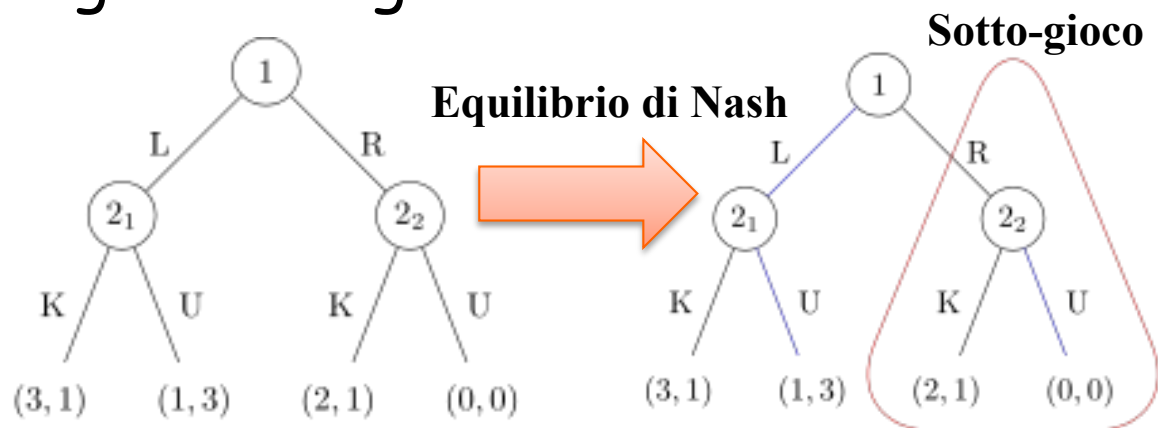 Sotto-gioco
Equilibrio di Nash
1
L R
2₁ 2₂
K U K U
(3, 1) (1, 3) (2, 1) (0, 0)
1
L R
2₁ 2₂
K U K U
(3, 1) (1, 3) (2, 1) (0, 0)